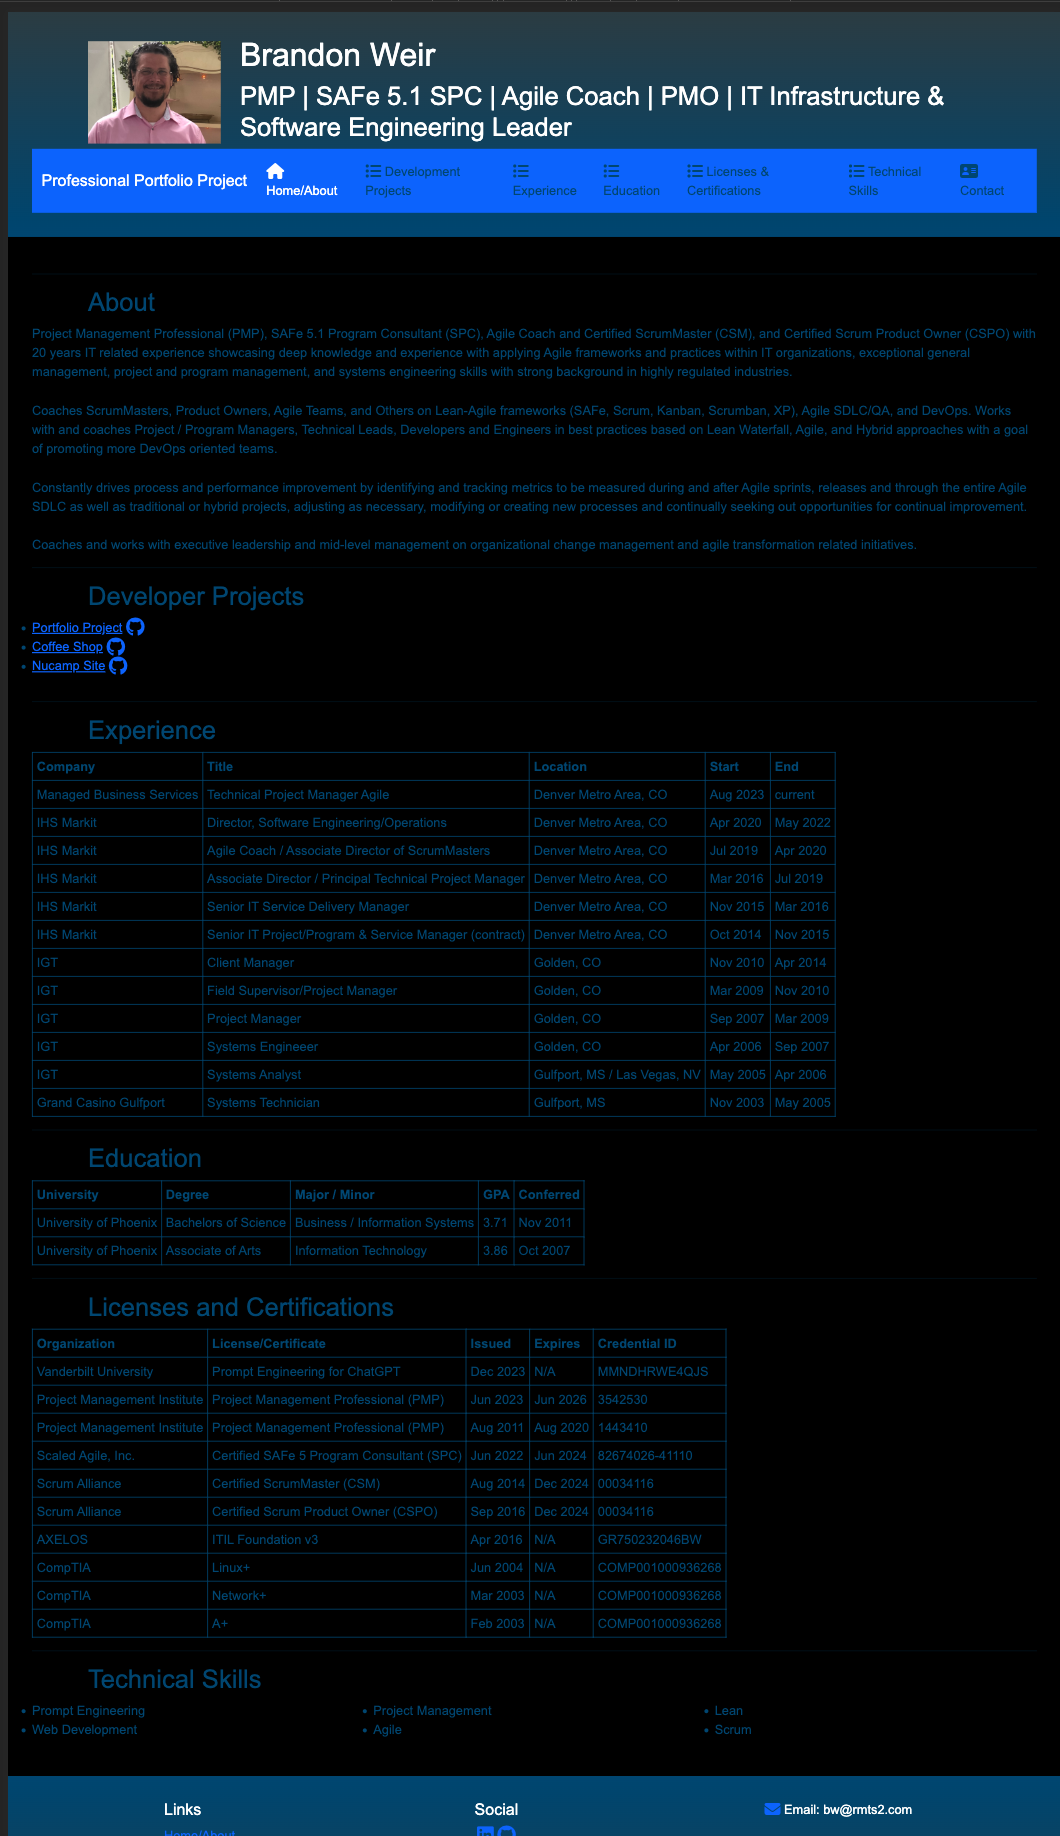 Brandon Weir
PMP | SAFe 5.1 SPC | Agile Coach | PMO | IT Infrastructure &
Software Engineering Leader
Professional Portfolio Project
Home/About
Development
Projects
Experience
Education
Licenses &
Certifications
Technical
Skills
Contact
About
Project Management Professional (PMP), SAFe 5.1 Program Consultant (SPC), Agile Coach and Certified ScrumMaster (CSM), and Certified Scrum Product Owner (CSPO) with
20 years IT related experience showcasing deep knowledge and experience with applying Agile frameworks and practices within IT organizations, exceptional general
management, project and program management, and systems engineering skills with strong background in highly regulated industries.
Coaches ScrumMasters, Product Owners, Agile Teams, and Others on Lean-Agile frameworks (SAFe, Scrum, Kanban, Scrumban, XP), Agile SDLC/QA, and DevOps. Works
with and coaches Project / Program Managers, Technical Leads, Developers and Engineers in best practices based on Lean Waterfall, Agile, and Hybrid approaches with a goal
of promoting more DevOps oriented teams.
Constantly drives process and performance improvement by identifying and tracking metrics to be measured during and after Agile sprints, releases and through the entire Agile
SDLC as well as traditional or hybrid projects, adjusting as necessary, modifying or creating new processes and continually seeking out opportunities for continual improvement.
Coaches and works with executive leadership and mid-level management on organizational change management and agile transformation related initiatives.
Developer Projects
• Portfolio Project
• Coffee Shop
• Nucamp Site
Experience
Company Title Location Start End
Managed Business Services Technical Project Manager Agile Denver Metro Area, CO Aug 2023 current
IHS Markit Director, Software Engineering/Operations Denver Metro Area, CO Apr 2020 May 2022
IHS Markit Agile Coach / Associate Director of ScrumMasters Denver Metro Area, CO Jul 2019 Apr 2020
IHS Markit Associate Director / Principal Technical Project Manager Denver Metro Area, CO Mar 2016 Jul 2019
IHS Markit Senior IT Service Delivery Manager Denver Metro Area, CO Nov 2015 Mar 2016
IHS Markit Senior IT Project/Program & Service Manager (contract) Denver Metro Area, CO Oct 2014 Nov 2015
IGT Client Manager Golden, CO Nov 2010 Apr 2014
IGT Field Supervisor/Project Manager Golden, CO Mar 2009 Nov 2010
IGT Project Manager Golden, CO Sep 2007 Mar 2009
IGT Systems Engineeer Golden, CO Apr 2006 Sep 2007
IGT Systems Analyst Gulfport, MS / Las Vegas, NV May 2005 Apr 2006
Grand Casino Gulfport Systems Technician Gulfport, MS Nov 2003 May 2005
Education
University Degree Major / Minor GPA Conferred
University of Phoenix Bachelors of Science Business / Information Systems 3.71 Nov 2011
University of Phoenix Associate of Arts Information Technology 3.86 Oct 2007
Licenses and Certifications
Organization License/Certificate Issued Expires Credential ID
Vanderbilt University Prompt Engineering for ChatGPT Dec 2023 N/A MMNDHRWE4QJS
Project Management Institute Project Management Professional (PMP) Jun 2023 Jun 2026 3542530
Project Management Institute Project Management Professional (PMP) Aug 2011 Aug 2020 1443410
Scaled Agile, Inc. Certified SAFe 5 Program Consultant (SPC) Jun 2022 Jun 2024 82674026-41110
Scrum Alliance Certified ScrumMaster (CSM) Aug 2014 Dec 2024 00034116
Scrum Alliance Certified Scrum Product Owner (CSPO) Sep 2016 Dec 2024 00034116
AXELOS ITIL Foundation v3 Apr 2016 N/A GR750232046BW
CompTIA Linux+ Jun 2004 N/A COMP001000936268
CompTIA Network+ Mar 2003 N/A COMP001000936268
CompTIA A+ Feb 2003 N/A COMP001000936268
Technical Skills
• Prompt Engineering
• Web Development
• Project Management
• Agile
• Lean
• Scrum
Links
Home/About
Social
Email: bw@rmts2.com